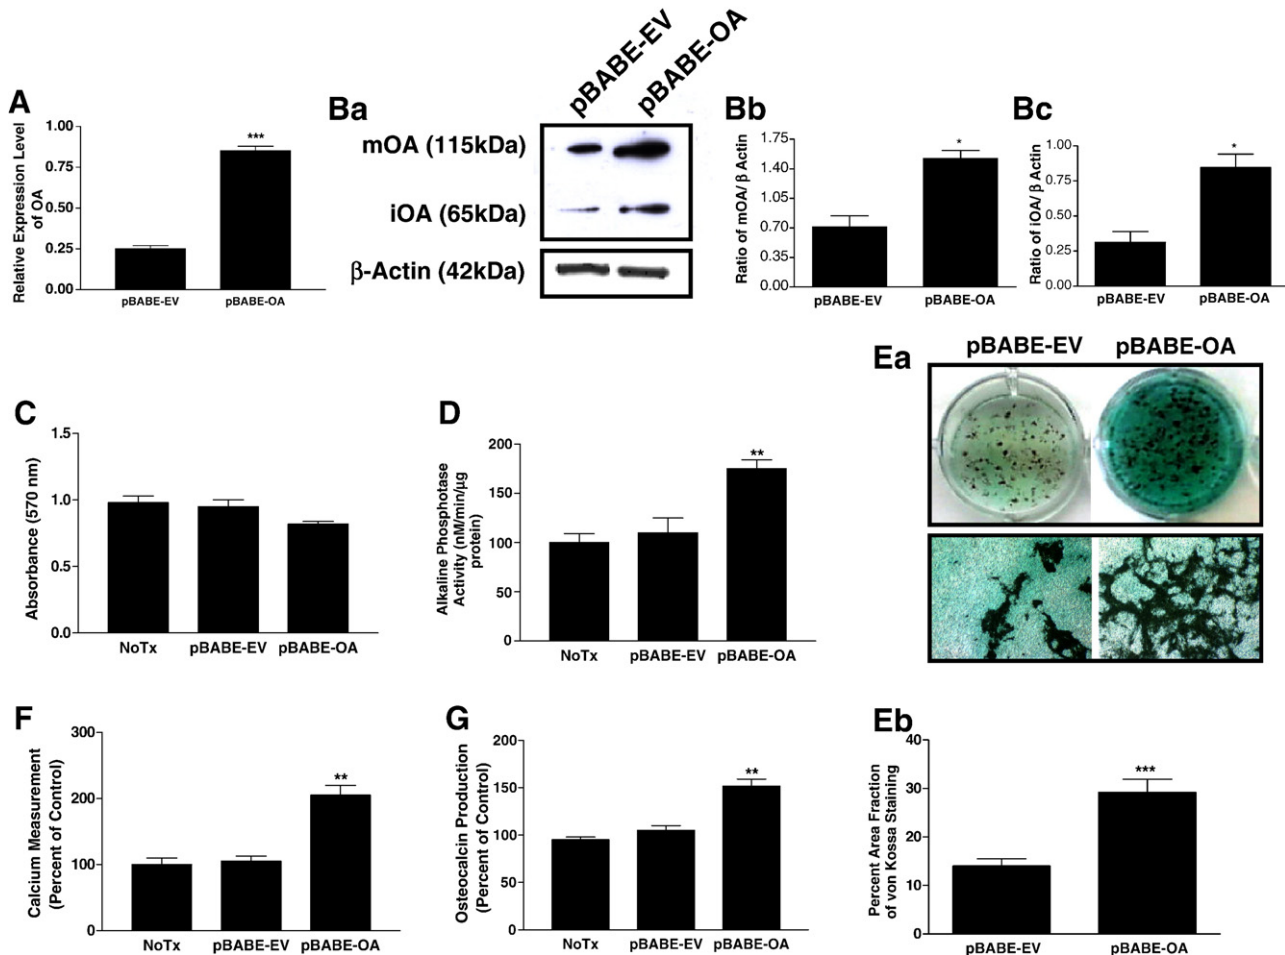 A
Relative Expression Level
of OA
1.00
0.75
0.50
0.25
0.00
***
pBABE-EV
pBABE-OA
Ba
pBABE-EV
pBABE-OA
mOA (115kDa)
iOA (65kDa)
β-Actin (42kDa)
Bb
Ratio of mOA/ β Actin
1.75
1.40
1.05
0.70
0.35
0.00
*
pBABE-EV
pBABE-OA
Bc
Ratio of iOA/ β Actin
1.00
0.75
0.50
0.25
0.00
*
pBABE-EV
pBABE-OA
C
Absorbance (570 nm)
1.5
1.0
0.5
0.0
NoTx
pBABE-EV
pBABE-OA
D
Alkaline Phosphotase
Activity (nM/min/µg
protein)
200
150
100
50
0
**
NoTx
pBABE-EV
pBABE-OA
Ea
pBABE-EV
pBABE-OA
F
Calcium Measurement
(Percent of Control)
300
200
100
0
**
NoTx
pBABE-EV
pBABE-OA
G
Osteocalcin Production
(Percent of Control)
200
150
100
50
0
**
NoTx
pBABE-EV
pBABE-OA
Eb
Percent Area Fraction
of von Kossa Staining
40
30
20
10
0
***
pBABE-EV
pBABE-OA